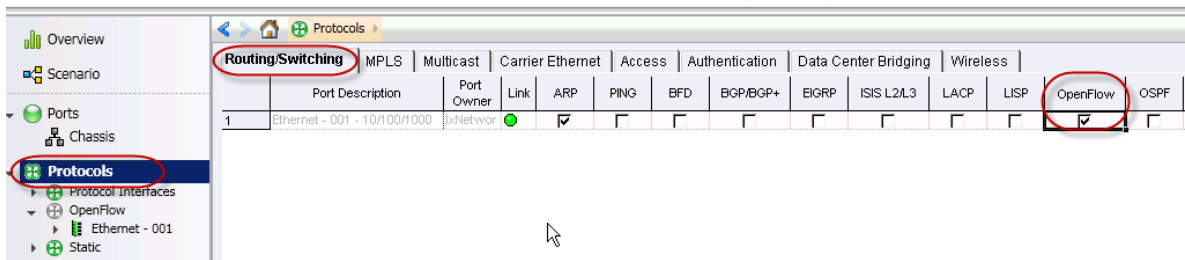 Overview
Scenario
Ports
Chassis
Protocols
Protocol Interfaces
OpenFlow
Ethernet - 001
Static
Protocols
Routing/Switching MPLS Multicast Carrier Ethernet Access Authentication Data Center Bridging Wireless
Port Description Port Owner Link ARP PING BFD BGP/BGP+ EIGRP ISIS L2/L3 LACP LISP OpenFlow OSPF
1 Ethernet - 001 - 10/100/1000 IxNetwor